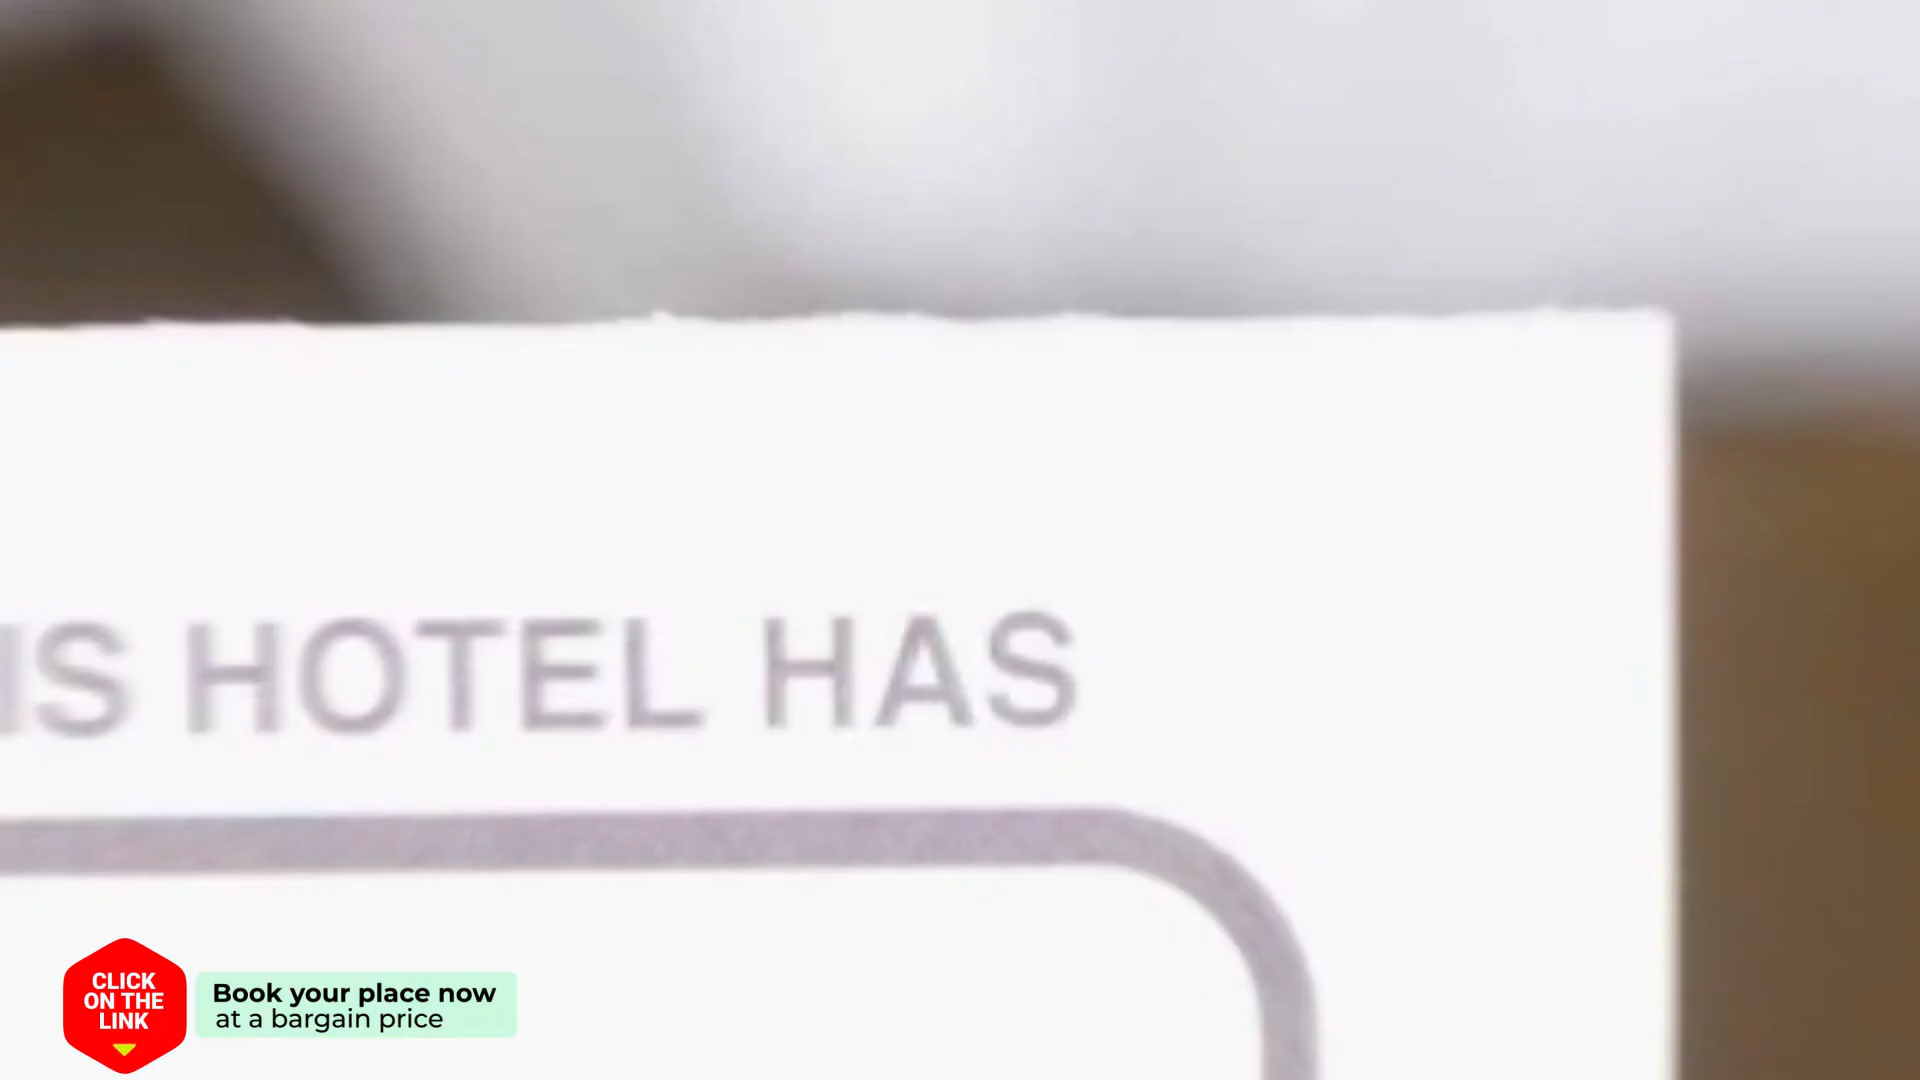 IS HOTEL HAS
CLICK
ON THE
LINK
Book your place now
at a bargain price